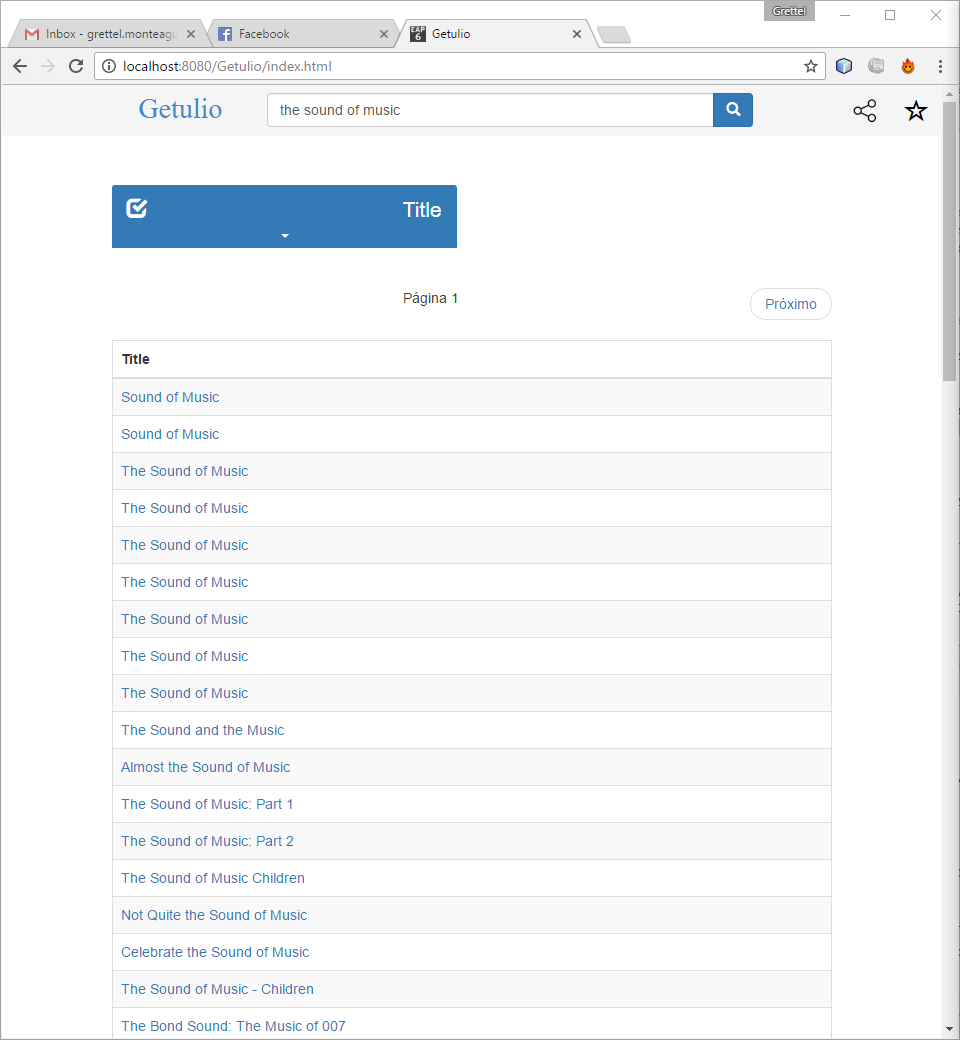 Grettel
Inbox - grettel.monteagu
Facebook
EAP 6
Getulio
localhost:8080/Getulio/index.html
Getulio
the sound of music
Title
Página 1
Próximo
Title
Sound of Music
Sound of Music
The Sound of Music
The Sound of Music
The Sound of Music
The Sound of Music
The Sound of Music
The Sound of Music
The Sound of Music
The Sound and the Music
Almost the Sound of Music
The Sound of Music: Part 1
The Sound of Music: Part 2
The Sound of Music Children
Not Quite the Sound of Music
Celebrate the Sound of Music
The Sound of Music - Children
The Bond Sound: The Music of 007